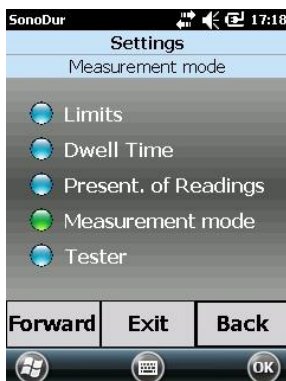 SonoDur 17:18
Settings
Measurement mode
Limits
Dwell Time
Present. of Readings
Measurement mode
Tester
Forward Exit Back
OK